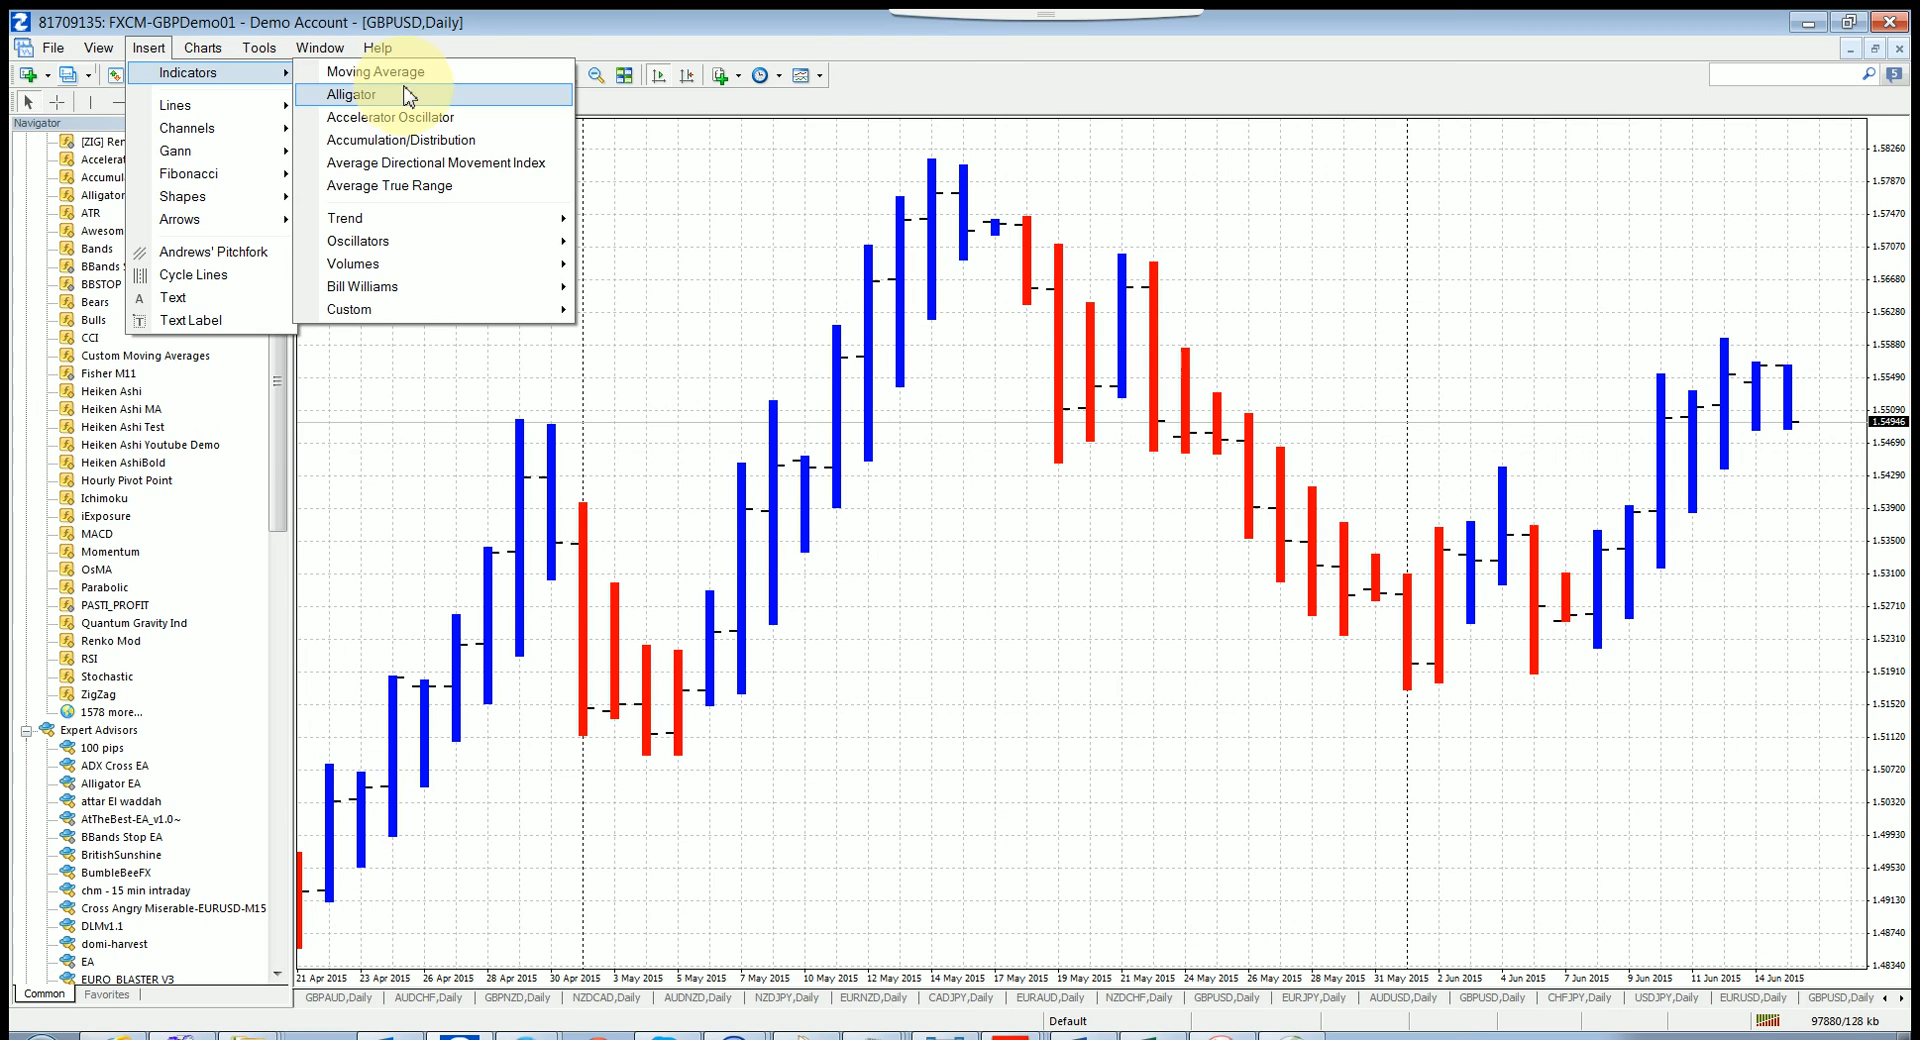 81709135: FXCM-GBPDemo01 - Demo Account - [GBPUSD,Daily]
File View Insert Charts Tools Window Help
5
Navigator
[ZIG] Ren
Accelerat
Accumul
Alligator
ATR
Awesom
Bands
BBands S
BBSTOP
Bears
Bulls
CCI
Custom Moving Averages
Fisher M11
Heiken Ashi
Heiken Ashi MA
Heiken Ashi Test
Heiken Ashi Youtube Demo
Heiken AshiBold
Hourly Pivot Point
Ichimoku
iExposure
MACD
Momentum
OsMA
Parabolic
PASTI_PROFIT
Quantum Gravity Ind
Renko Mod
RSI
Stochastic
ZigZag
1578 more...
Expert Advisors
100 pips
ADX Cross EA
Alligator EA
attar El waddah
AtTheBest-EA_v1.0~
BBands Stop EA
BritishSunshine
BumbleBeeFX
chm - 15 min intraday
Cross Angry Miserable-EURUSD-M15
DLMv1.1
domi-harvest
EA
EURO_BLASTER V3
Common Favorites
Indicators
Lines
Channels
Gann
Fibonacci
Shapes
Arrows
Andrews' Pitchfork
Cycle Lines
Text
Text Label
Moving Average
Alligator
Accelerator Oscillator
Accumulation/Distribution
Average Directional Movement Index
Average True Range
Trend
Oscillators
Volumes
Bill Williams
Custom
1.58260
1.57870
1.57470
1.57070
1.56680
1.56280
1.55880
1.55490
1.55090
1.54946
1.54690
1.54290
1.53900
1.53500
1.53100
1.52710
1.52310
1.51910
1.51520
1.51120
1.50720
1.50320
1.49930
1.49530
1.49130
1.48740
1.48340
21 Apr 2015 23 Apr 2015 26 Apr 2015 28 Apr 2015 30 Apr 2015 3 May 2015 5 May 2015 7 May 2015 10 May 2015 12 May 2015 14 May 2015 17 May 2015 19 May 2015 21 May 2015 24 May 2015 26 May 2015 28 May 2015 31 May 2015 2 Jun 2015 4 Jun 2015 7 Jun 2015 9 Jun 2015 11 Jun 2015 14 Jun 2015
GBPAUD,Daily AUDCHF,Daily GBPNZD,Daily NZDCAD,Daily AUDNZD,Daily NZDJPY,Daily EURNZD,Daily CADJPY,Daily EURAUD,Daily NZDCHF,Daily GBPUSD,Daily EURJPY,Daily AUDUSD,Daily GBPUSD,Daily CHFJPY,Daily USDJPY,Daily EURUSD,Daily GBPUSD,Daily
Default 97880/128 kb